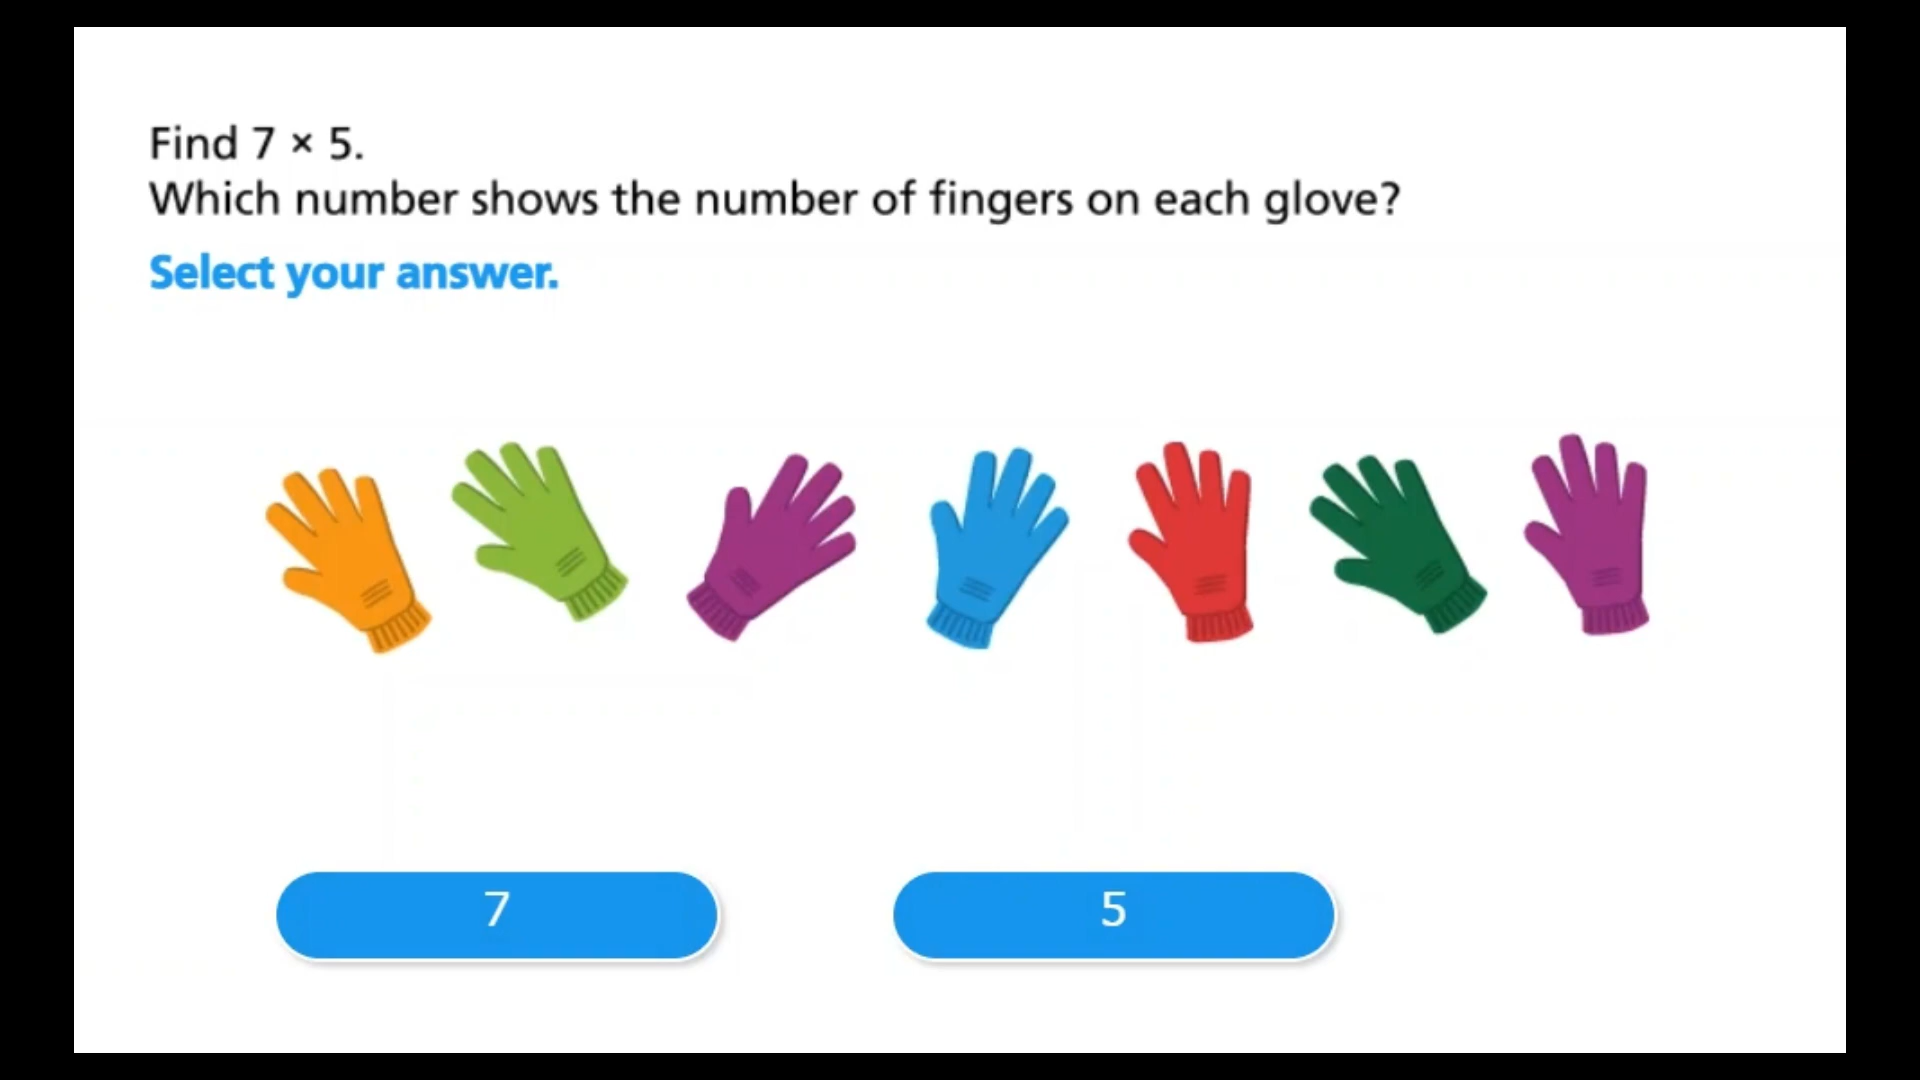 Find 7 × 5.
Which number shows the number of fingers on each glove?
Select your answer.
7
5